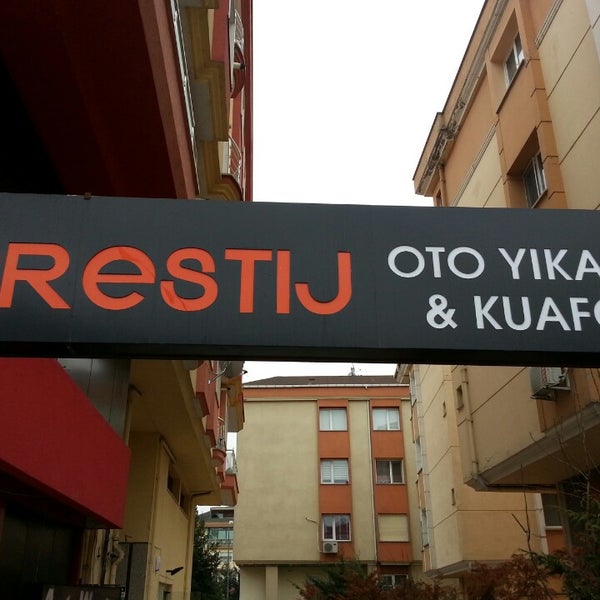 RESTIJ
OTO YIKA
& KUAFO